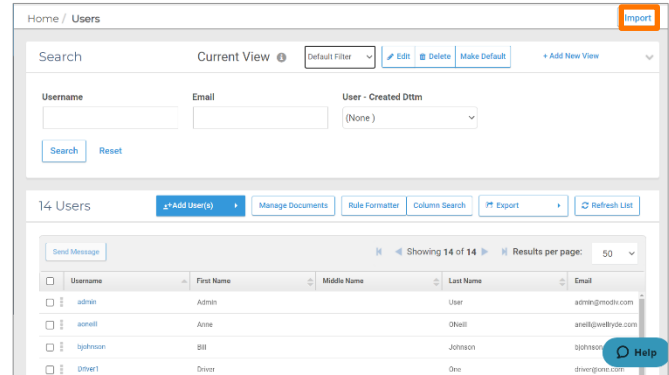 Home / Users Import
Search Current View Default Filter Edit Delete Make Default + Add New View
Username Email User - Created Dttm
(None )
Search Reset
14 Users +Add User(s) Manage Documents Rule Formatter Column Search Export Refresh List
Send Message Showing 14 of 14 Results per page: 50
Username First Name Middle Name Last Name Email
admin Admin User admin@modiv.com
aoneill Anne ONeill aneill@wellryde.com
bjohnson Bill Johnson bjohnson
Driver1 Driver One driver@one.com
Help